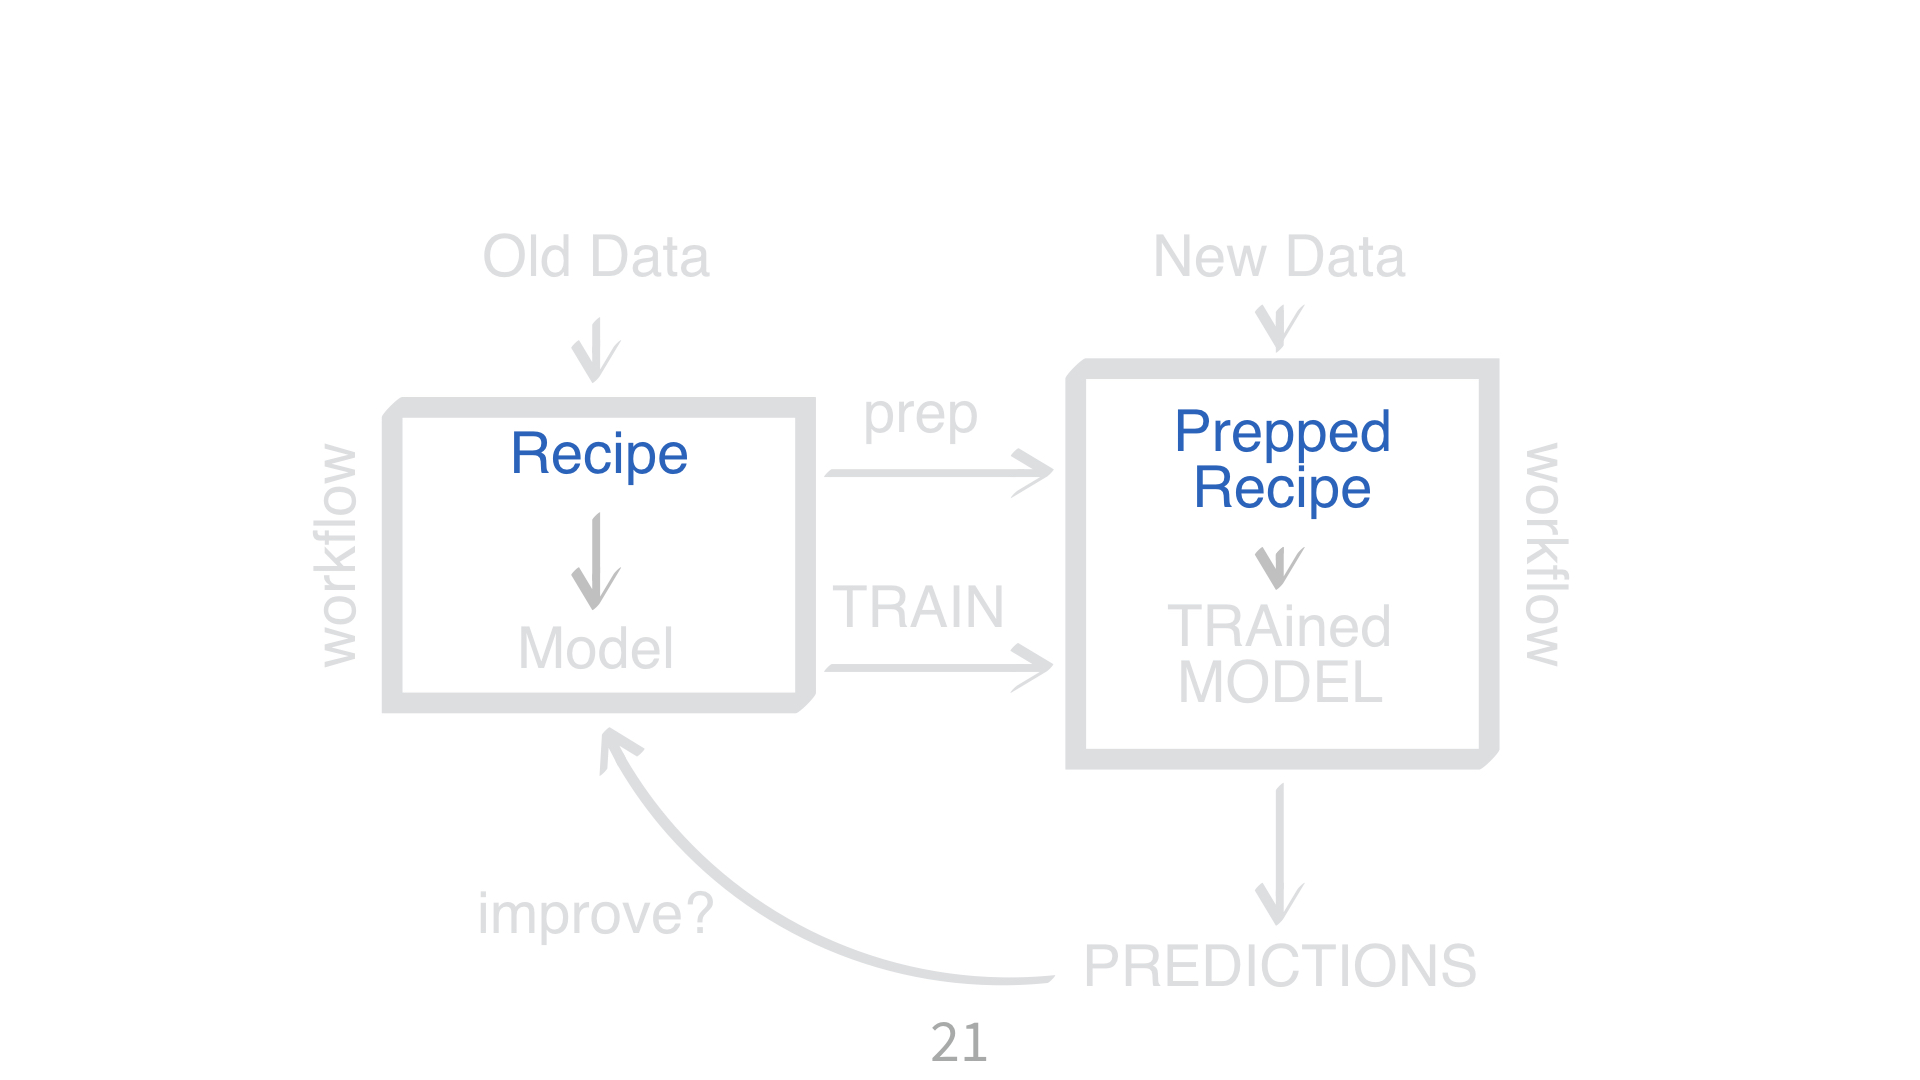 Old Data
New Data
workflow
Recipe
Model
prep
TRAIN
Prepped
Recipe
TRAined
MODEL
workflow
improve?
PREDICTIONS
21